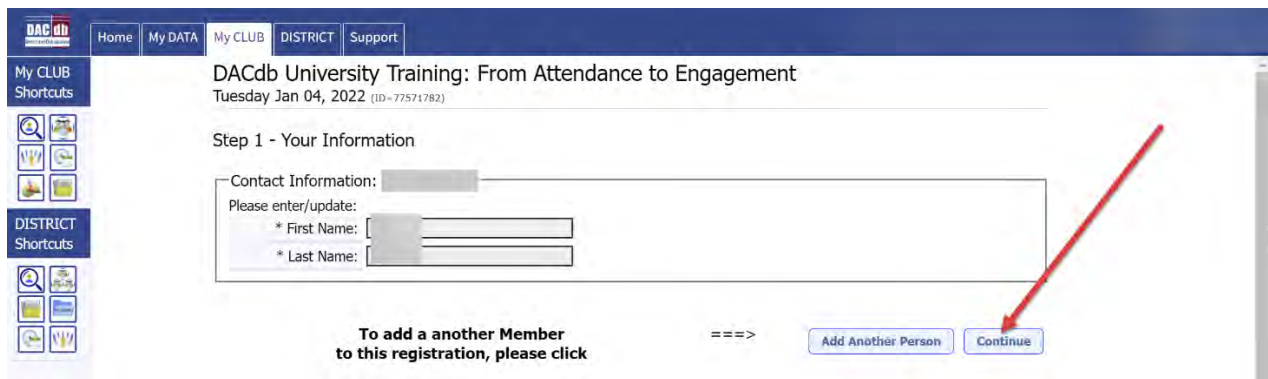 DAC db
Home My DATA My CLUB DISTRICT Support
My CLUB
Shortcuts
DISTRICT
Shortcuts
DACdb University Training: From Attendance to Engagement
Tuesday Jan 04, 2022 (ID=77571782)
Step 1 - Your Information
Contact Information:
Please enter/update:
* First Name:
* Last Name:
To add a another Member
to this registration, please click
===>
Add Another Person Continue